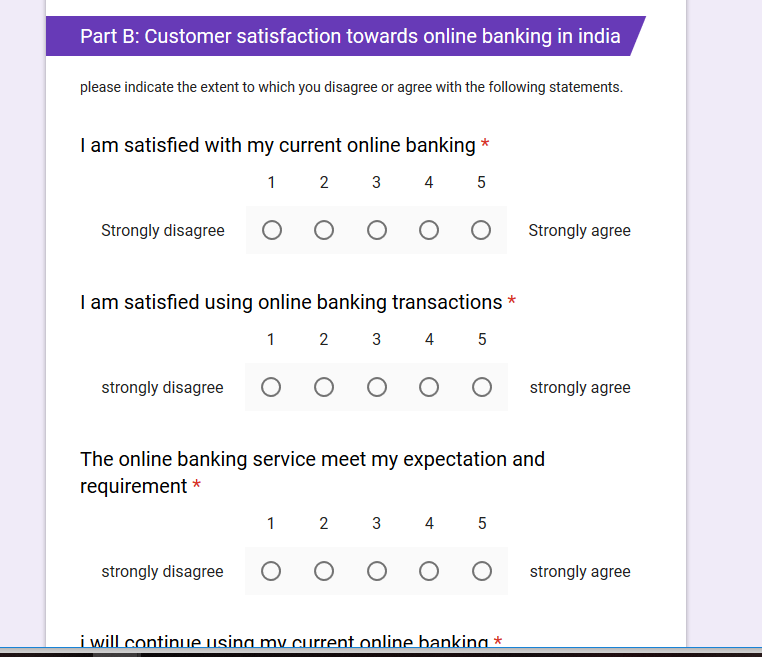 Part B: Customer satisfaction towards online banking in india
please indicate the extent to which you disagree or agree with the following statements.
I am satisfied with my current online banking *
1 2 3 4 5
Strongly disagree Strongly agree
I am satisfied using online banking transactions *
1 2 3 4 5
strongly disagree strongly agree
The online banking service meet my expectation and
requirement *
1 2 3 4 5
strongly disagree strongly agree
i will continue using my current online banking *